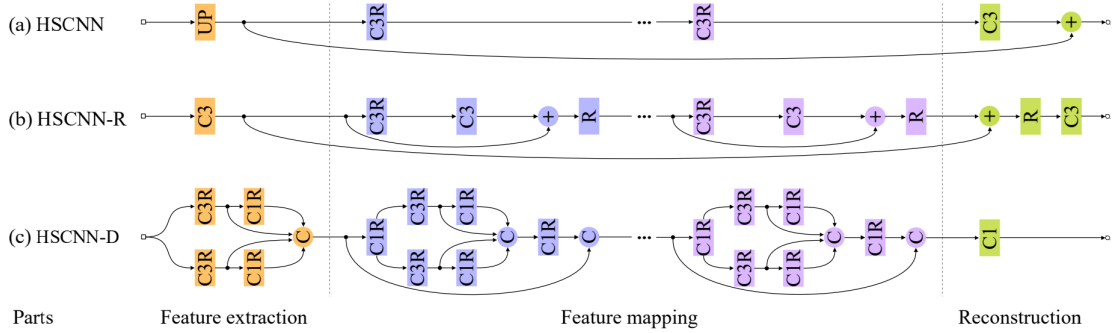 (a) HSCNN UP C3R ... C3R C3 +
(b) HSCNN-R C3 C3R C3 + R ... C3R C3 + R + R C3
C3R C1R C3R C1R C3R C1R
(c) HSCNN-D C C1R C C1R C ... C1R C C1R C C1
C3R C1R C3R C1R C3R C1R
Parts Feature extraction Feature mapping Reconstruction